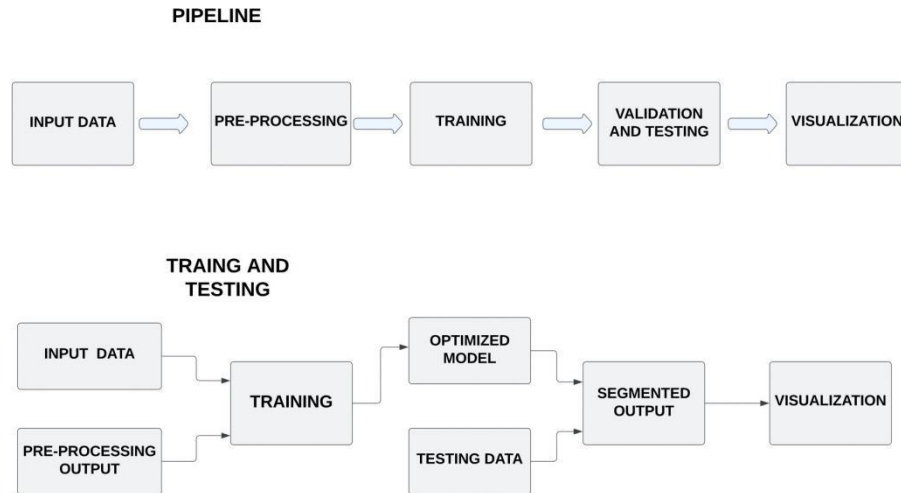 PIPELINE
INPUT DATA
PRE-PROCESSING
TRAINING
VALIDATION
AND TESTING
VISUALIZATION
TRAING AND
TESTING
INPUT DATA
PRE-PROCESSING
OUTPUT
TRAINING
OPTIMIZED
MODEL
TESTING DATA
SEGMENTED
OUTPUT
VISUALIZATION